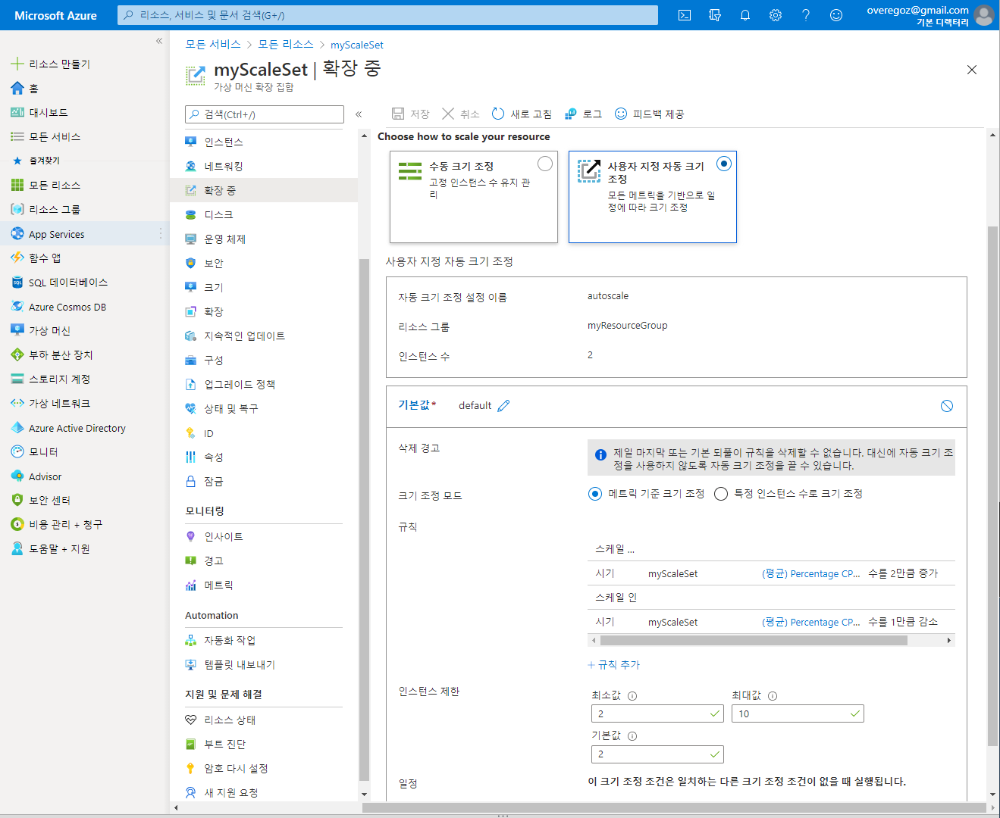 Microsoft Azure
리소스, 서비스 및 문서 검색(G+/)
overegoz@gmail.com
기본 디렉터리
«
리소스 만들기
홈
대시보드
모든 서비스
즐겨찾기
모든 리소스
리소스 그룹
App Services
함수 앱
SQL 데이터베이스
Azure Cosmos DB
가상 머신
부하 분산 장치
스토리지 계정
가상 네트워크
Azure Active Directory
모니터
Advisor
보안 센터
비용 관리 + 청구
도움말 + 지원
모든 서비스 > 모든 리소스 > myScaleSet
myScaleSet | 확장 중
가상 머신 확장 집합
검색(Ctrl+/)
«
인스턴스
네트워킹
확장 중
디스크
운영 체제
보안
크기
확장
지속적인 업데이트
구성
업그레이드 정책
상태 및 복구
ID
속성
잠금
모니터링
인사이트
경고
메트릭
Automation
자동화 작업
템플릿 내보내기
지원 및 문제 해결
리소스 상태
부트 진단
암호 다시 설정
새 지원 요청
저장 취소 새로 고침 로그 피드백 제공
Choose how to scale your resource
수동 크기 조정
고정 인스턴스 수 유지 관
리
사용자 지정 자동 크기
조정
모든 메트릭을 기반으로 일
정에 따라 크기 조정
사용자 지정 자동 크기 조정
자동 크기 조정 설정 이름 autoscale
리소스 그룹 myResourceGroup
인스턴스 수 2
기본값* default
삭제 경고
제일 마지막 또는 기본 되풀이 규칙을 삭제할 수 없습니다. 대신에 자동 크기 조
정을 사용하지 않도록 자동 크기 조정을 끌 수 있습니다.
크기 조정 모드 메트릭 기준 크기 조정 특정 인스턴스 수로 크기 조정
규칙
스케일 ...
시기 myScaleSet (평균) Percentage CP... 수를 2만큼 증가
스케일 인
시기 myScaleSet (평균) Percentage CP... 수를 1만큼 감소
+ 규칙 추가
인스턴스 제한
최소값 최대값
2 10
기본값
2
일정 이 크기 조정 조건은 일치하는 다른 크기 조정 조건이 없을 때 실행됩니다.